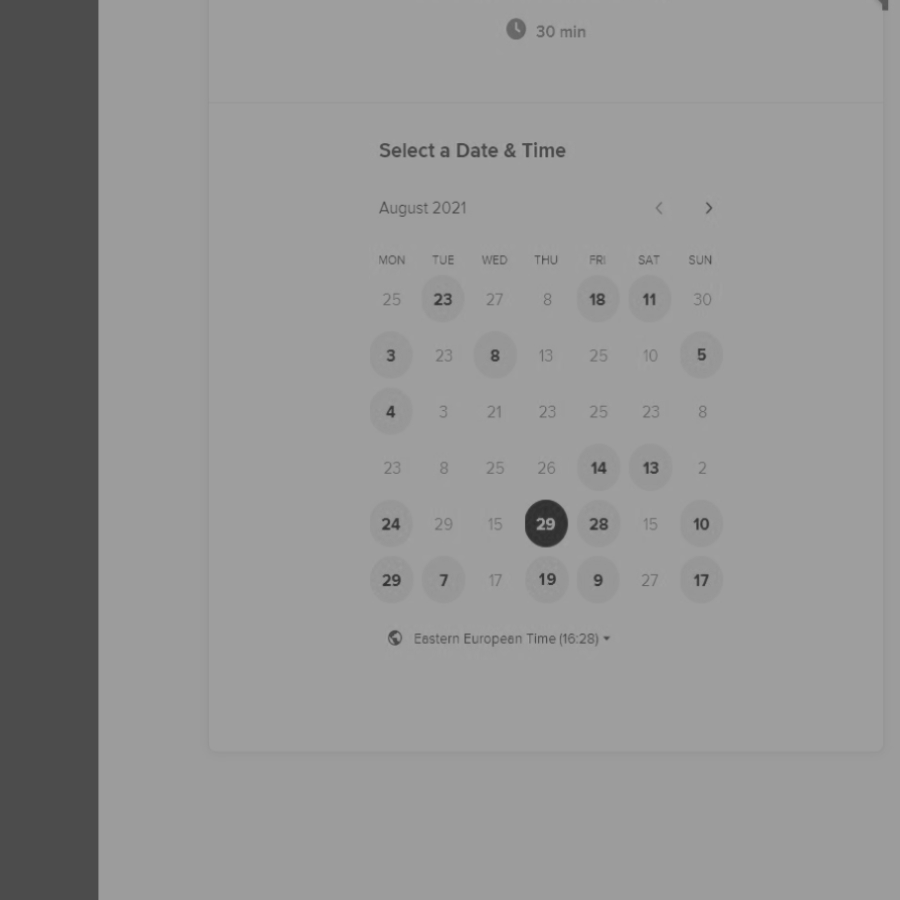 30 min
Select a Date & Time
August 2021
MON TUE WED THU FRI SAT SUN
25 23 27 8 18 11 30
3 23 8 13 25 10 5
4 3 21 23 25 23 8
23 8 25 26 14 13 2
24 29 15 29 28 15 10
29 7 17 19 9 27 17
Eastern European Time (16:28)